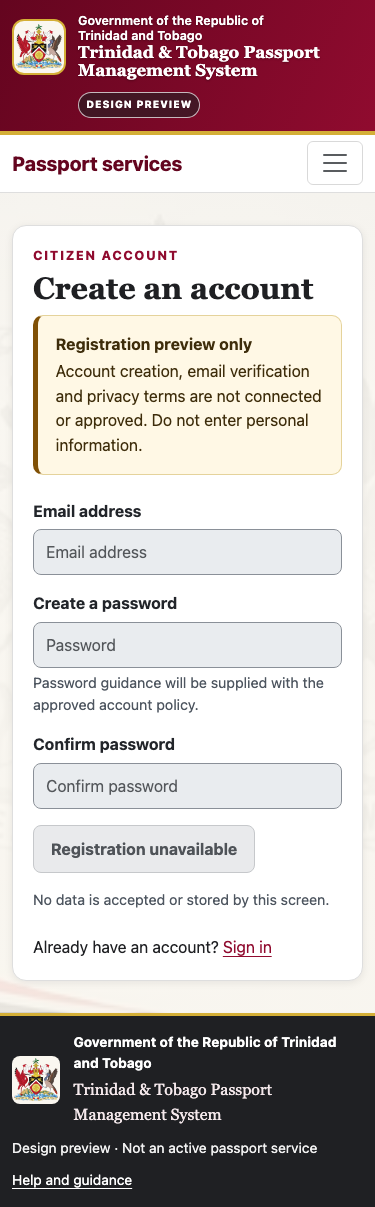 Government of the Republic of
Trinidad and Tobago
Trinidad & Tobago Passport
Management System
DESIGN PREVIEW
Passport services
CITIZEN ACCOUNT
Create an account
Registration preview only
Account creation, email verification
and privacy terms are not connected
or approved. Do not enter personal
information.
Email address
Email address
Create a password
Password
Password guidance will be supplied with the
approved account policy.
Confirm password
Confirm password
Registration unavailable
No data is accepted or stored by this screen.
Already have an account? Sign in
Government of the Republic of Trinidad
and Tobago
Trinidad & Tobago Passport
Management System
Design preview · Not an active passport service
Help and guidance